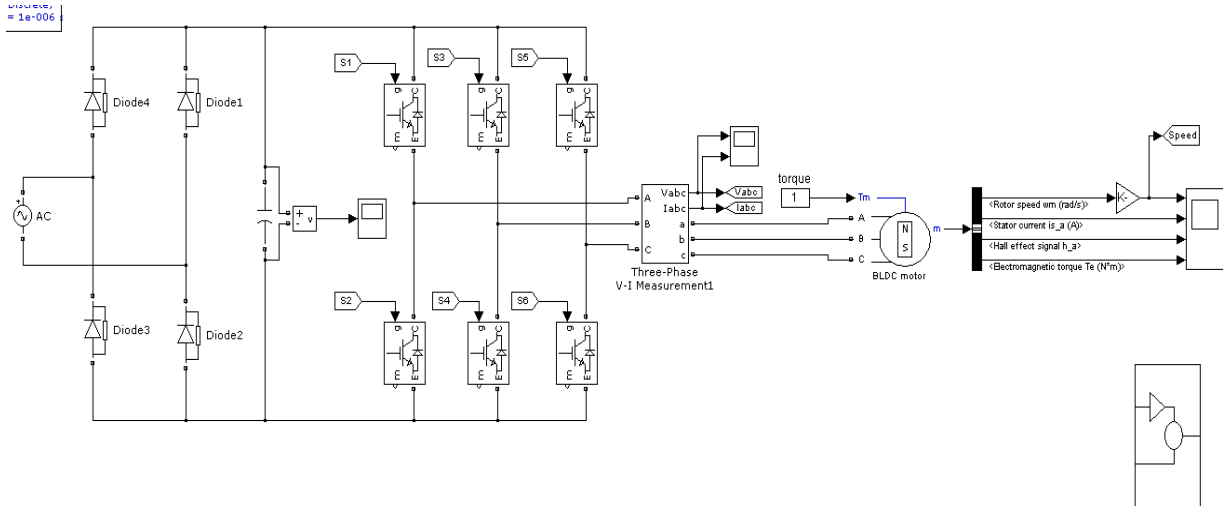 Discrete,
= 1e-006 s
S1
S3
S5
g
C
m
E
g
C
m
E
g
C
m
E
Diode4
Diode1
AC
+
+
-
v
Diode3
Diode2
S2
S4
S6
g
C
m
E
g
C
m
E
g
C
m
E
A
B
C
Vabc
Iabc
a
b
c
Three-Phase
V-I Measurement1
Vabc
Iabc
torque
1
Tm
A
B
C
N
S
m
BLDC motor
<Rotor speed wm (rad/s)>
<Stator current is_a (A)>
<Hall effect signal h_a>
<Electromagnetic torque Te (N*m)>
K-
Speed